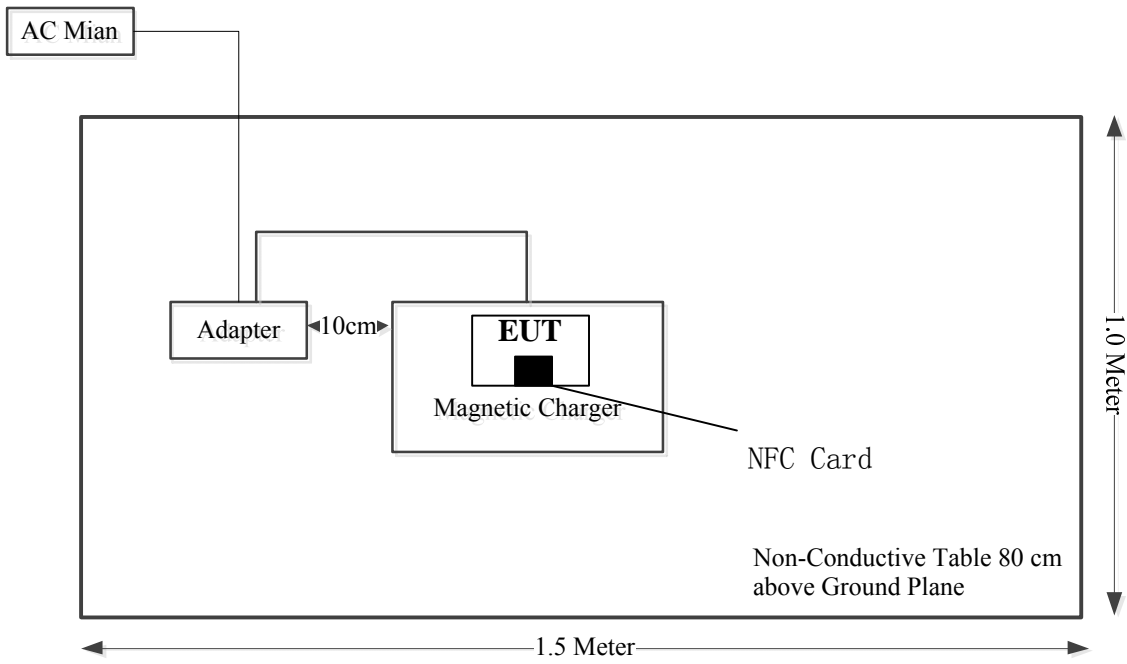 AC Mian
Adapter
10cm
EUT
Magnetic Charger
NFC Card
Non-Conductive Table 80 cm
above Ground Plane
1.0 Meter
1.5 Meter